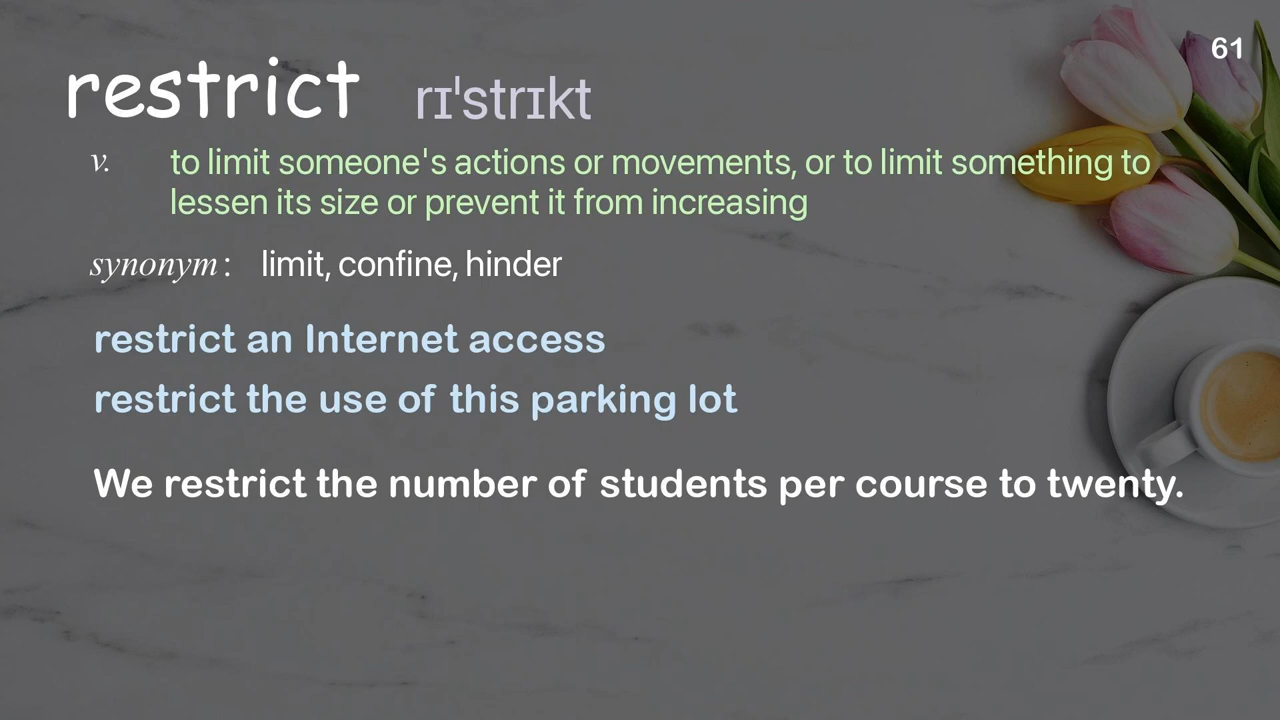 61
restrict rɪˈstrɪkt
v. to limit someone's actions or movements, or to limit something to
lessen its size or prevent it from increasing
synonym : limit, confine, hinder
restrict an Internet access
restrict the use of this parking lot
We restrict the number of students per course to twenty.